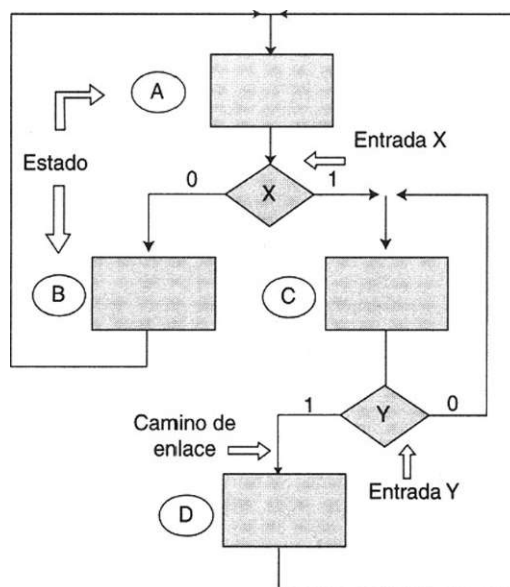 A
Entrada X
Estado
0
X
1
B
C
1
Y
0
Camino de
enlace
Entrada Y
D